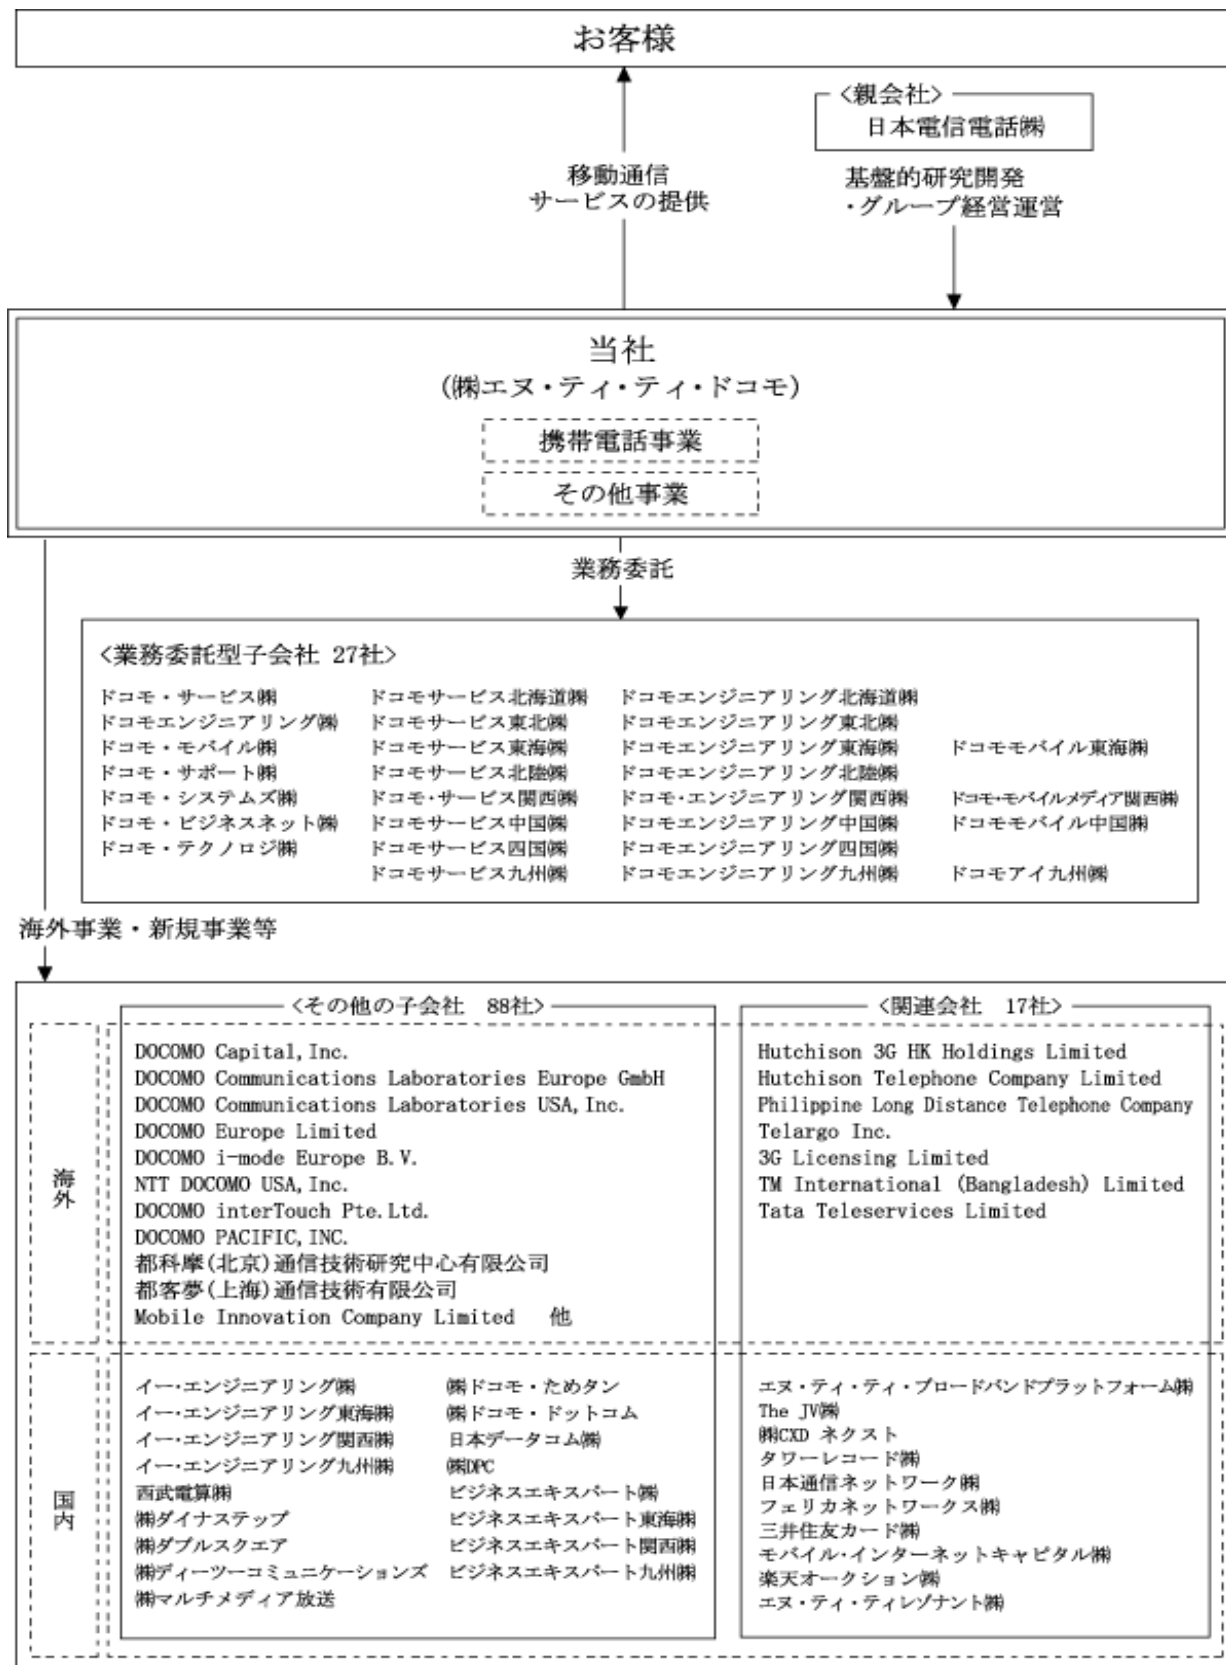 お客様
<親会社>
日本電信電話㈱
移動通信
サービスの提供
基盤的研究開発
・グループ経営運営
当社
(㈱エヌ・ティ・ティ・ドコモ)
携帯電話事業
その他事業
業務委託
<業務委託型子会社 27社>
ドコモ・サービス㈱ ドコモサービス北海道㈱ ドコモエンジニアリング北海道㈱
ドコモエンジニアリング㈱ ドコモサービス東北㈱ ドコモエンジニアリング東北㈱
ドコモ・モバイル㈱ ドコモサービス東海㈱ ドコモエンジニアリング東海㈱ ドコモモバイル東海㈱
ドコモ・サポート㈱ ドコモサービス北陸㈱ ドコモエンジニアリング北陸㈱
ドコモ・システムズ㈱ ドコモ・サービス関西㈱ ドコモ・エンジニアリング関西㈱ ドコモ・モバイルメディア関西㈱
ドコモ・ビジネスネット㈱ ドコモサービス中国㈱ ドコモエンジニアリング中国㈱ ドコモモバイル中国㈱
ドコモ・テクノロジ㈱ ドコモサービス四国㈱ ドコモエンジニアリング四国㈱
ドコモサービス九州㈱ ドコモエンジニアリング九州㈱ ドコモアイ九州㈱
海外事業・新規事業等
<その他の子会社 88社>
<関連会社 17社>
海外
DOCOMO Capital,Inc.
DOCOMO Communications Laboratories Europe GmbH
DOCOMO Communications Laboratories USA,Inc.
DOCOMO Europe Limited
DOCOMO i-mode Europe B.V.
NTT DOCOMO USA,Inc.
DOCOMO interTouch Pte.Ltd.
DOCOMO PACIFIC,INC.
都科摩(北京)通信技術研究中心有限公司
都客夢(上海)通信技術有限公司
Mobile Innovation Company Limited 他
Hutchison 3G HK Holdings Limited
Hutchison Telephone Company Limited
Philippine Long Distance Telephone Company
Telargo Inc.
3G Licensing Limited
TM International (Bangladesh) Limited
Tata Teleservices Limited
国内
イー・エンジニアリング㈱ ㈱ドコモ・ためタン
イー・エンジニアリング東海㈱ ㈱ドコモ・ドットコム
イー・エンジニアリング関西㈱ 日本データコム㈱
イー・エンジニアリング九州㈱ ㈱DPC
西武電算㈱ ビジネスエキスパート㈱
㈱ダイナステップ ビジネスエキスパート東海㈱
㈱ダブルスクエア ビジネスエキスパート関西㈱
㈱ディーツーコミュニケーションズ ビジネスエキスパート九州㈱
㈱マルチメディア放送
エヌ・ティ・ティ・ブロードバンドプラットフォーム㈱
The JV㈱
㈱CXD ネクスト
タワーレコード㈱
日本通信ネットワーク㈱
フェリカネットワークス㈱
三井住友カード㈱
モバイル・インターネットキャピタル㈱
楽天オークション㈱
エヌ・ティ・ティレゾナント㈱